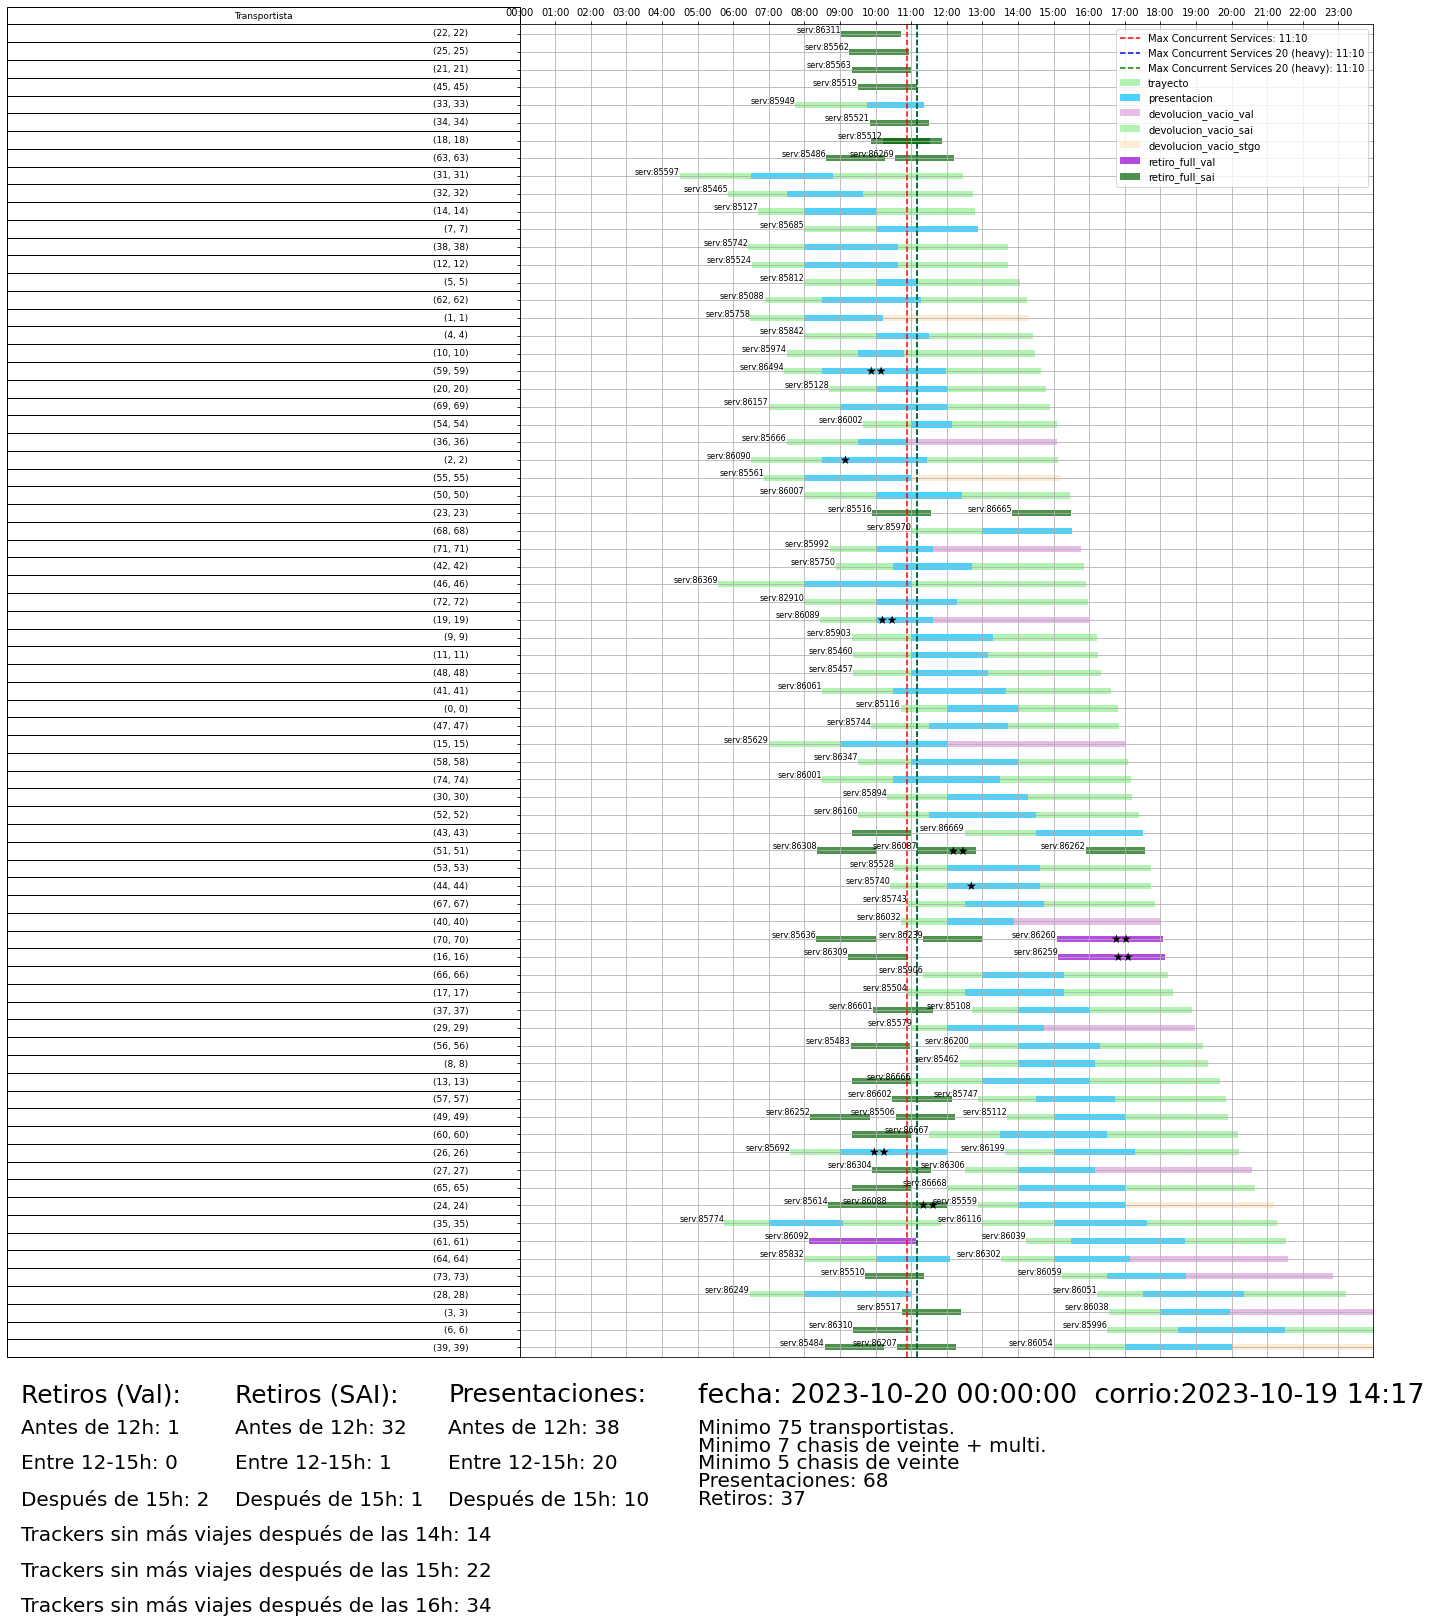 Transportista
00:00 01:00 02:00 03:00 04:00 05:00 06:00 07:00 08:00 09:00 10:00 11:00 12:00 13:00 14:00 15:00 16:00 17:00 18:00 19:00 20:00 21:00 22:00 23:00
Max Concurrent Services: 11:10
Max Concurrent Services 20 (heavy): 11:10
Max Concurrent Services 20 (heavy): 11:10
trayecto
presentacion
devolucion_vacio_val
devolucion_vacio_sai
devolucion_vacio_stgo
retiro_full_val
retiro_full_sai
(22, 22) serv:86311
(25, 25) serv:85562
(21, 21) serv:85563
(45, 45) serv:85519
(33, 33) serv:85949
(34, 34) serv:85521
(18, 18) serv:85512
(63, 63) serv:85486 serv:86269
(31, 31) serv:85597
(32, 32) serv:85465
(14, 14) serv:85127
(7, 7) serv:85685
(38, 38) serv:85742
(12, 12) serv:85524
(5, 5) serv:85812
(62, 62) serv:85088
(1, 1) serv:85758
(4, 4) serv:85842
(10, 10) serv:85974
(59, 59) serv:86494
(20, 20) serv:85128
(69, 69) serv:86157
(54, 54) serv:86002
(36, 36) serv:85666
(2, 2) serv:86090
(55, 55) serv:85561
(50, 50) serv:86007
(23, 23) serv:85516 serv:86665
(68, 68) serv:85970
(71, 71) serv:85992
(42, 42) serv:85750
(46, 46) serv:86369
(72, 72) serv:82910
(19, 19) serv:86089
(9, 9) serv:85903
(11, 11) serv:85460
(48, 48) serv:85457
(41, 41) serv:86061
(0, 0) serv:85116
(47, 47) serv:85744
(15, 15) serv:85629
(58, 58) serv:86347
(74, 74) serv:86001
(30, 30) serv:85894
(52, 52) serv:86160
(43, 43) serv:86669
(51, 51) serv:86308 serv:86087 serv:86262
(53, 53) serv:85528
(44, 44) serv:85740
(67, 67) serv:85743
(40, 40) serv:86032
(70, 70) serv:85636 serv:86239 serv:86260
(16, 16) serv:86309 serv:86259
(66, 66) serv:85906
(17, 17) serv:85504
(37, 37) serv:86601 serv:85108
(29, 29) serv:85579
(56, 56) serv:85483 serv:86200
(8, 8) serv:85462
(13, 13) serv:86666
(57, 57) serv:86602 serv:85747
(49, 49) serv:86252 serv:85506 serv:85112
(60, 60) serv:86667
(26, 26) serv:85692 serv:86199
(27, 27) serv:86304 serv:86306
(65, 65) serv:86668
(24, 24) serv:85614 serv:86088 serv:85559
(35, 35) serv:85774 serv:86116
(61, 61) serv:86092 serv:86039
(64, 64) serv:85832 serv:86302
(73, 73) serv:85510 serv:86059
(28, 28) serv:86249 serv:86051
(3, 3) serv:85517 serv:86038
(6, 6) serv:86310 serv:85996
(39, 39) serv:85484 serv:86207 serv:86054
Retiros (Val):
Antes de 12h: 1
Entre 12-15h: 0
Después de 15h: 2
Retiros (SAI):
Antes de 12h: 32
Entre 12-15h: 1
Después de 15h: 1
Presentaciones:
Antes de 12h: 38
Entre 12-15h: 20
Después de 15h: 10
fecha: 2023-10-20 00:00:00 corrio:2023-10-19 14:17
Minimo 75 transportistas.
Minimo 7 chasis de veinte + multi.
Minimo 5 chasis de veinte
Presentaciones: 68
Retiros: 37
Trackers sin más viajes después de las 14h: 14
Trackers sin más viajes después de las 15h: 22
Trackers sin más viajes después de las 16h: 34